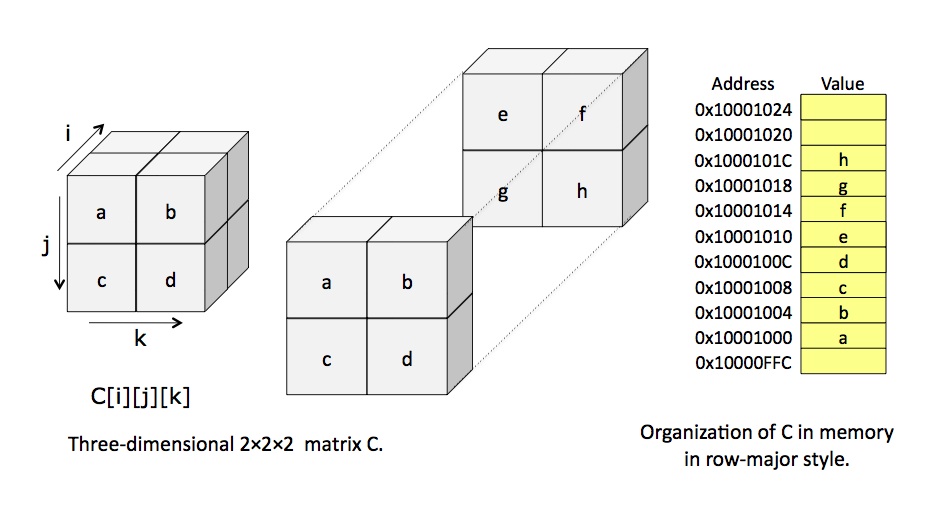 i
j
k
a b
c d
C[i][j][k]
Three-dimensional 2×2×2 matrix C.
e f
g h
a b
c d
Address Value
0x10001024
0x10001020
0x1000101C h
0x10001018 g
0x10001014 f
0x10001010 e
0x1000100C d
0x10001008 c
0x10001004 b
0x10001000 a
0x10000FFC
Organization of C in memory
in row-major style.